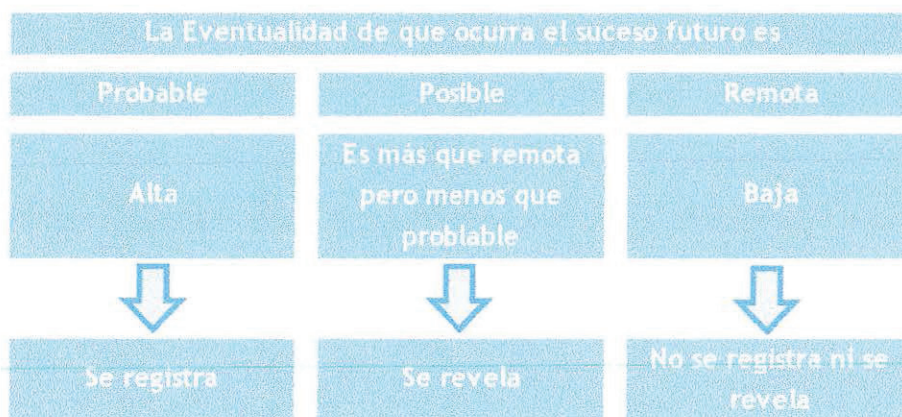 La Eventualidad de que ocurra el suceso futuro es
Probable
Posible
Remota
Alta
Es más que remota
pero menos que
problable
Baja
Se registra
Se revela
No se registra ni se
revela